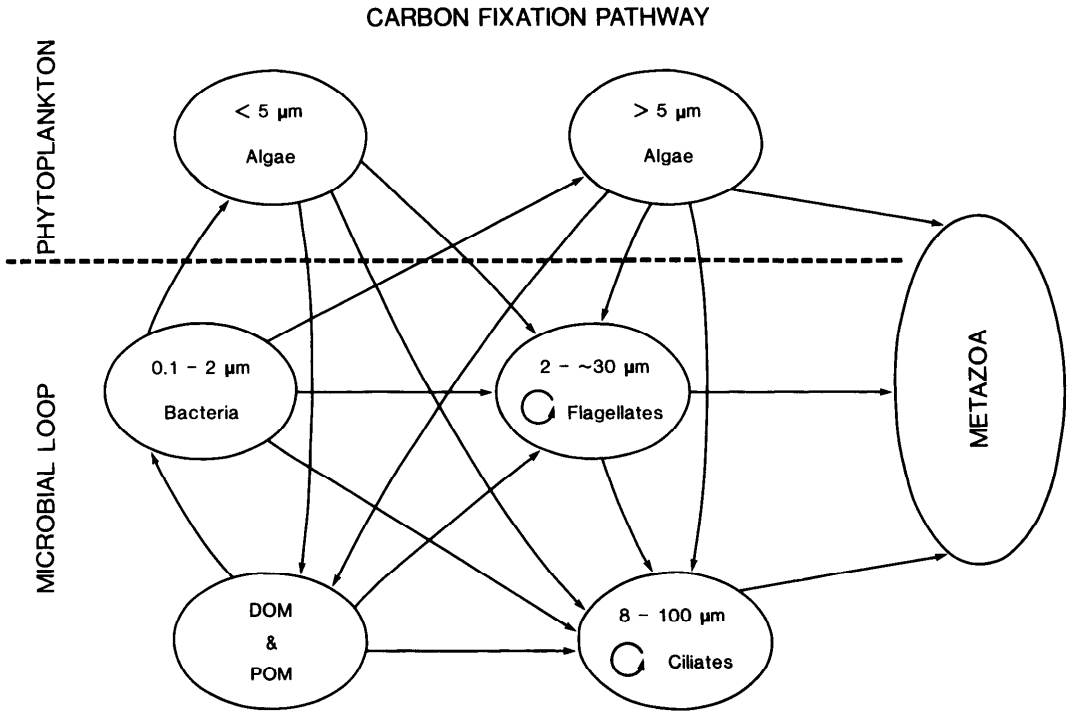 CARBON FIXATION PATHWAY
PHYTOPLANKTON
< 5 µm
Algae
> 5 µm
Algae
MICROBIAL LOOP
0.1 - 2 µm
Bacteria
2 - ~30 µm
Flagellates
METAZOA
DOM
&
POM
8 - 100 µm
Ciliates